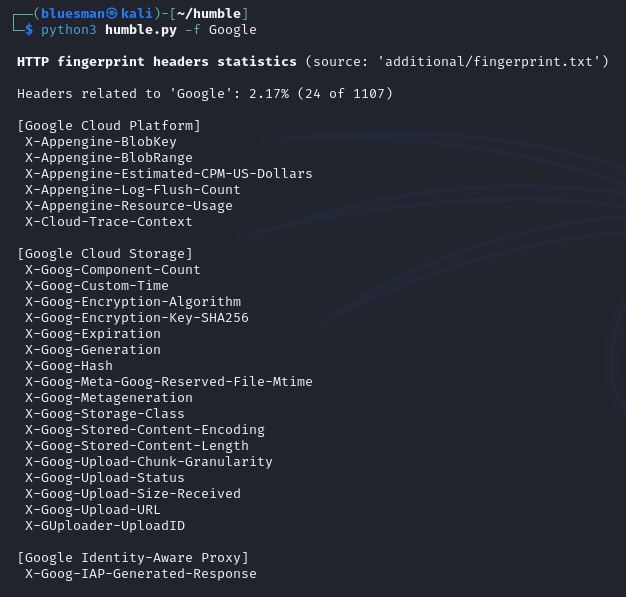 ┌──(bluesman㉿kali)-[~/humble]
└─$ python3 humble.py -f Google
HTTP fingerprint headers statistics (source: 'additional/fingerprint.txt')
Headers related to 'Google': 2.17% (24 of 1107)
[Google Cloud Platform]
X-Appengine-BlobKey
X-Appengine-BlobRange
X-Appengine-Estimated-CPM-US-Dollars
X-Appengine-Log-Flush-Count
X-Appengine-Resource-Usage
X-Cloud-Trace-Context
[Google Cloud Storage]
X-Goog-Component-Count
X-Goog-Custom-Time
X-Goog-Encryption-Algorithm
X-Goog-Encryption-Key-SHA256
X-Goog-Expiration
X-Goog-Generation
X-Goog-Hash
X-Goog-Meta-Goog-Reserved-File-Mtime
X-Goog-Metageneration
X-Goog-Storage-Class
X-Goog-Stored-Content-Encoding
X-Goog-Stored-Content-Length
X-Goog-Upload-Chunk-Granularity
X-Goog-Upload-Status
X-Goog-Upload-Size-Received
X-Goog-Upload-URL
X-GUploader-UploadID
[Google Identity-Aware Proxy]
X-Goog-IAP-Generated-Response